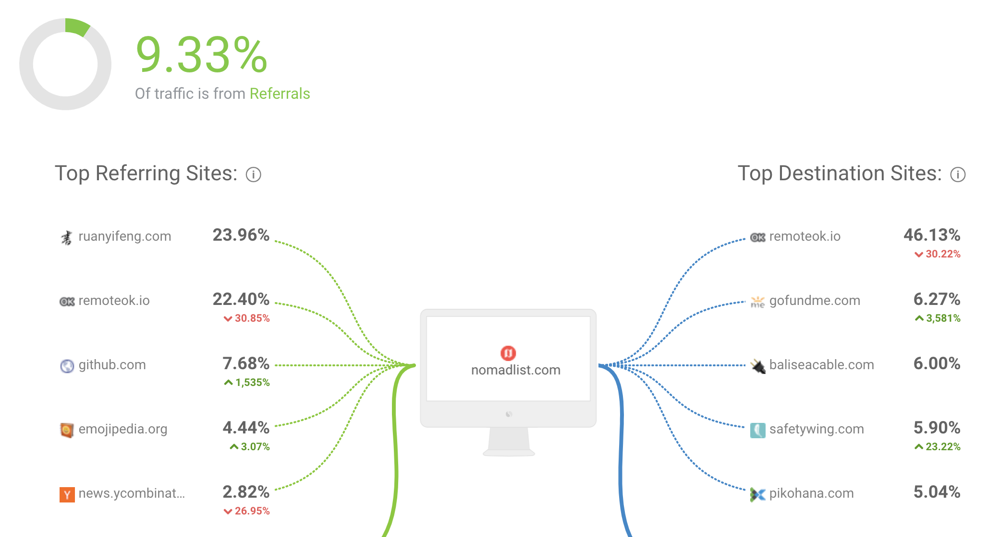 9.33%
Of traffic is from Referrals
Top Referring Sites:
ruanyifeng.com 23.96%
remoteok.io 22.40%
30.85%
github.com 7.68%
1,535%
emojipedia.org 4.44%
3.07%
news.ycombinat... 2.82%
26.95%
nomadlist.com
Top Destination Sites:
remoteok.io 46.13%
30.22%
gofundme.com 6.27%
3,581%
baliseacable.com 6.00%
safetywing.com 5.90%
23.22%
pikohana.com 5.04%